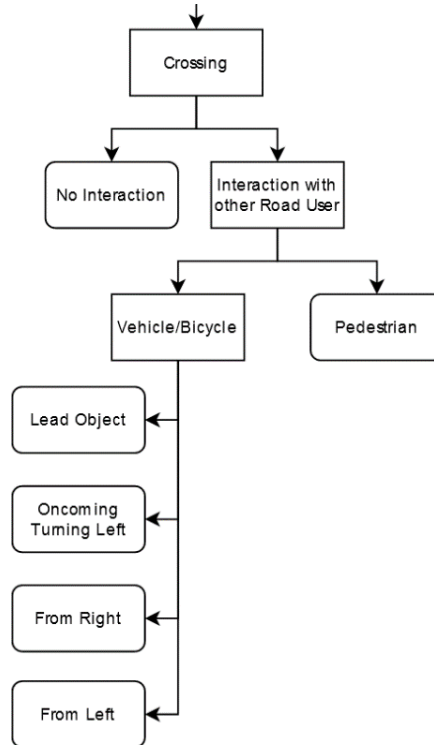 Crossing
No Interaction
Interaction with
other Road User
Vehicle/Bicycle
Pedestrian
Lead Object
Oncoming
Turning Left
From Right
From Left